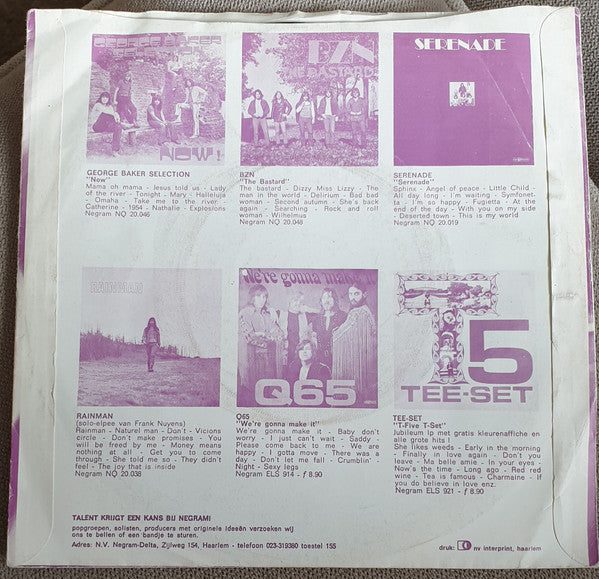 GEORGE BAKER
SELECTION
NOW!
BZN
THE BASTARD
SERENADE
GEORGE BAKER SELECTION
"Now"
Mama oh mama - Jesus told us - Lady
of the river - Tonight - Mary - Halleluja
- Omaha - Take me to the river -
Catherine - 1954 - Nathalie - Explosions
Negram NQ 20.046
BZN
"The Bastard"
The bastard - Dizzy Miss Lizzy - The
man in the world - Delirium - Bad bad
woman - Second autumn - She's back
again - Searching - Rock and roll
woman - Wilhelmus
Negram NQ 20.048
SERENADE
"Serenade"
Sphinx - Angel of peace - Little Child -
All day long - I'm waiting - Symfonet-
ta - I'm so happy - Fugietta - At the
end of the day - With you on my side
- Deserted town - This is my world
Negram NQ 20.019
RAINMAN
We're gonna make it
Q65
T5
TEE-SET
RAINMAN
(solo-elpee van Frank Nuyens)
Rainman - Naturel man - Don't - Vicions
circle - Don't make promises - You
will be freed by me - Money means
nothing at all - Get you to come
through - She told me so - They didn't
feel - The joy that is inside
Negram NQ 20.038
Q65
"We're gonna make it"
We're gonna make it - Baby don't
worry - I just can't wait - Saddy -
Please come back to me - We are
happy - I gotta move - There was a
day - Don't let me fall - Crumblin'
Night - Sexy legs
Negram ELS 914 - ƒ 8.90
TEE-SET
"T-Five T-Set"
Jubileum lp met gratis kleurenaffiche en
alle grote hits !
She likes weeds - Early in the morning
- Finally in love again - Don't you
leave - Ma belle amie - In your eyes -
Now's the time - Long ago - Red red
wine - Tea is famous - Charmaine - If
you do believe in love enz.
Negram ELS 921 - ƒ 8.90
TALENT KRIJGT EEN KANS BIJ NEGRAM!
popgroepen, solisten, producers met originele ideeën verzoeken wij
ons te bellen of een bandje te sturen.
Adres: N.V. Negram-Delta, Zijlweg 154, Haarlem - telefoon 023-319380 toestel 155
druk: nv interprint, haarlem